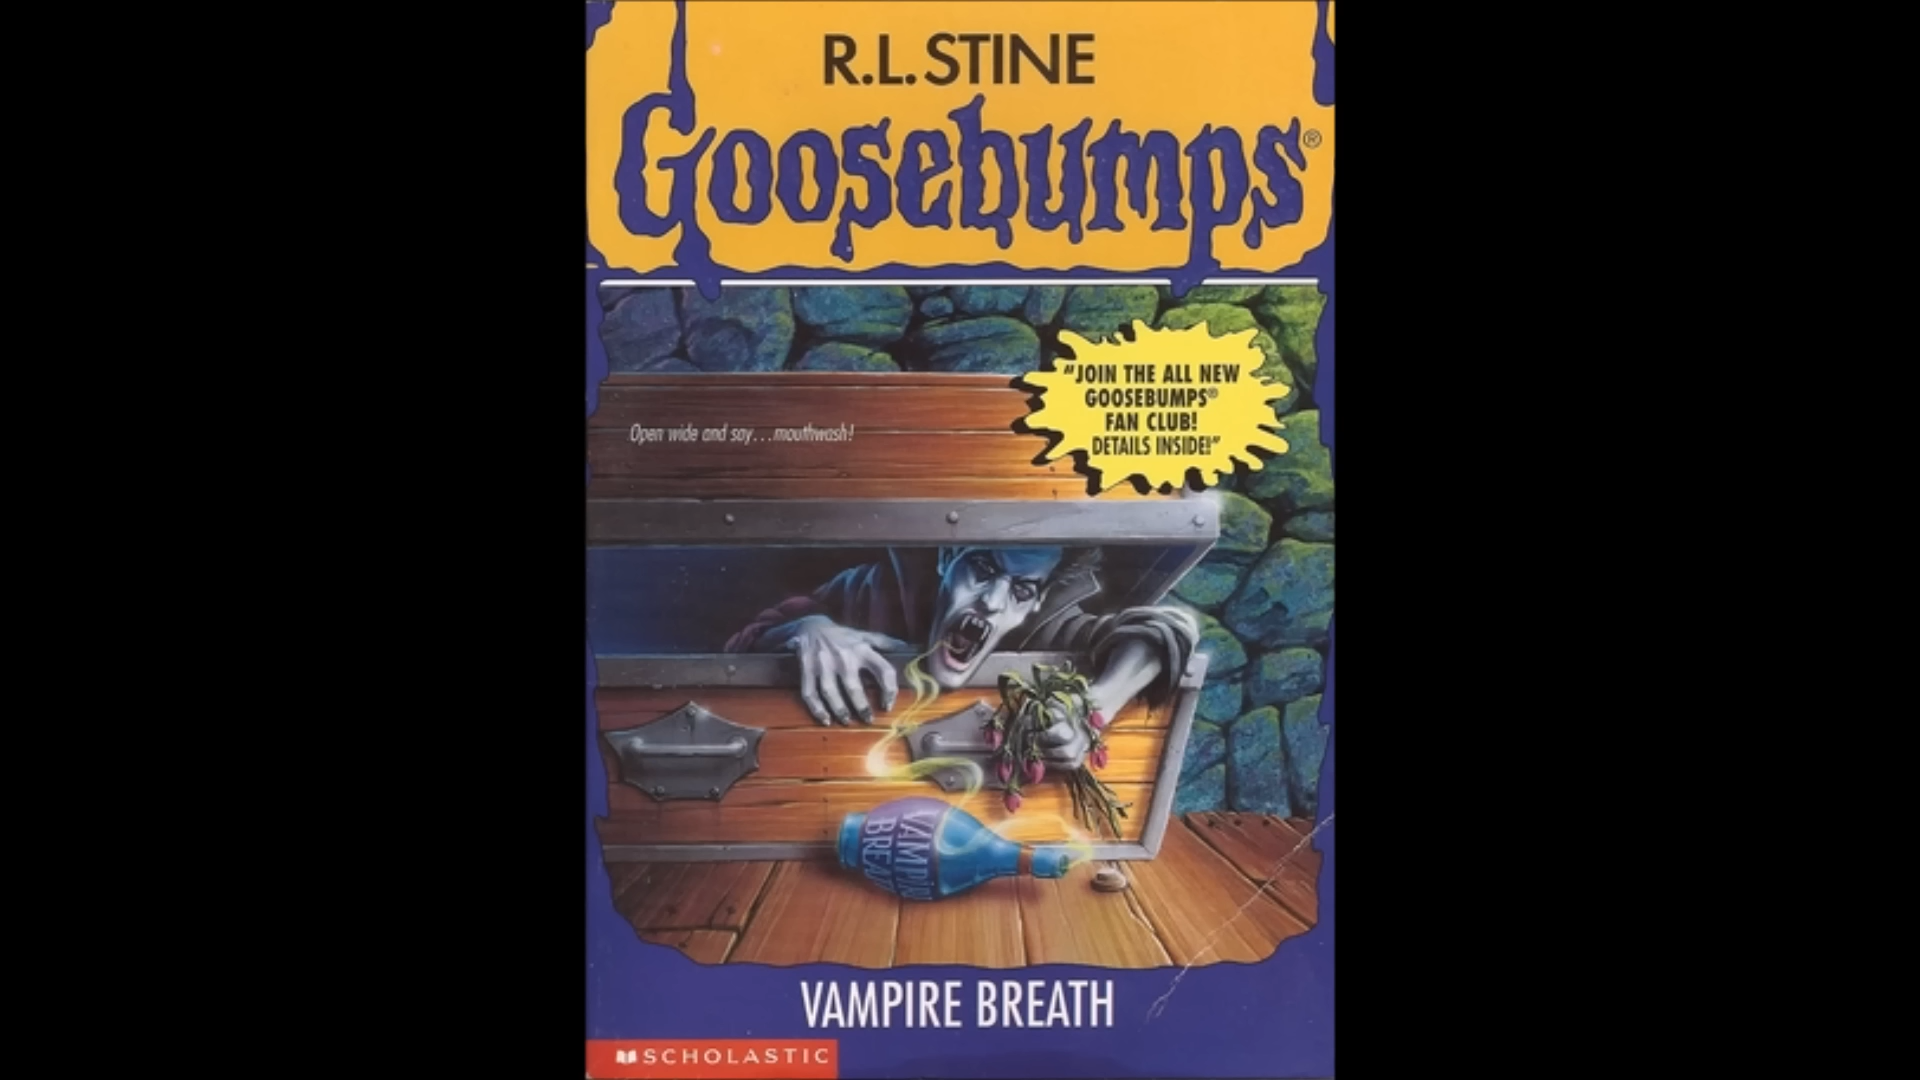 R.L. STINE
Goosebumps®
"JOIN THE ALL NEW
GOOSEBUMPS®
FAN CLUB!
DETAILS INSIDE!"
Open wide and say...mouthwash!
VAMPIRE BREATH
SCHOLASTIC